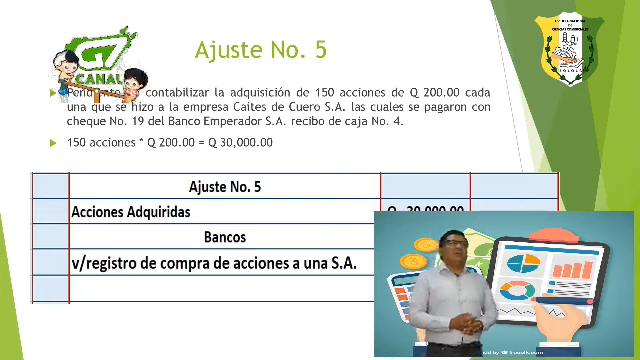 Ajuste No. 5
CANAL
contabilizar la adquisición de 150 acciones de Q 200.00 cada
una que se hizo a la empresa Caites de Cuero S.A. las cuales se pagaron con
cheque No. 19 del Banco Emperador S.A. recibo de caja No. 4.
150 acciones * Q 200.00 = Q 30,000.00
Ajuste No. 5
Acciones Adquiridas
Bancos
v/registro de compra de acciones a una S.A.